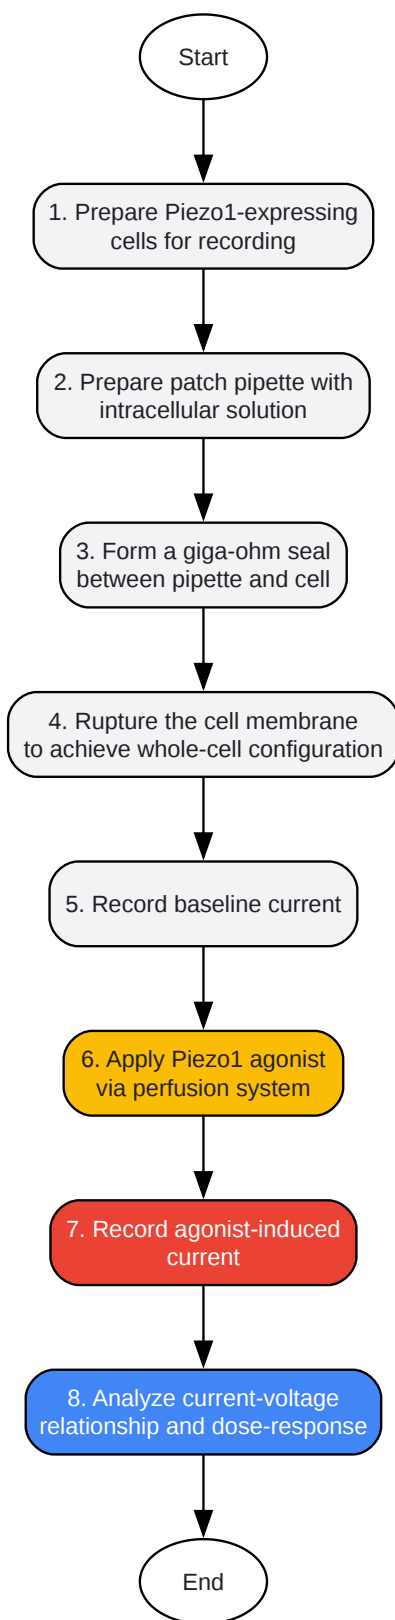 Start
1. Prepare Piezo1-expressing
cells for recording
2. Prepare patch pipette with
intracellular solution
3. Form a giga-ohm seal
between pipette and cell
4. Rupture the cell membrane
to achieve whole-cell configuration
5. Record baseline current
6. Apply Piezo1 agonist
via perfusion system
7. Record agonist-induced
current
8. Analyze current-voltage
relationship and dose-response
End